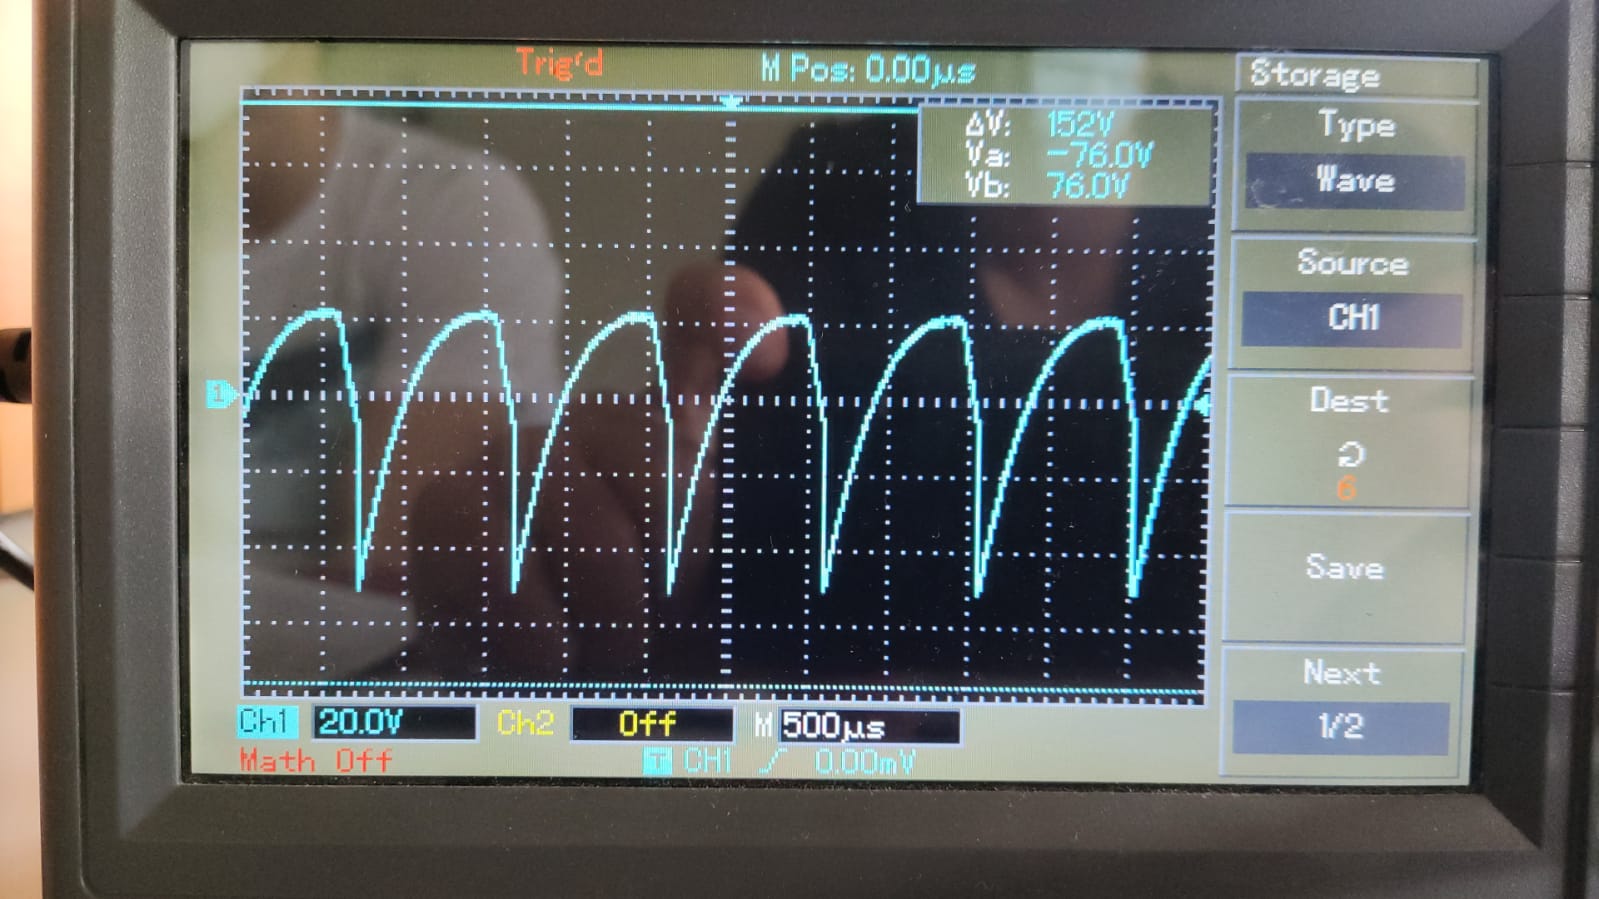 Trig'd M Pos: 0.00µs
Storage
ΔV: 152V
Va: -76.0V
Vb: 76.0V
Type
Wave
Source
CH1
1
Dest
6
Save
Next
1/2
Ch1 20.0V Ch2 Off M 500µs
Math Off T CH1 0.00mV